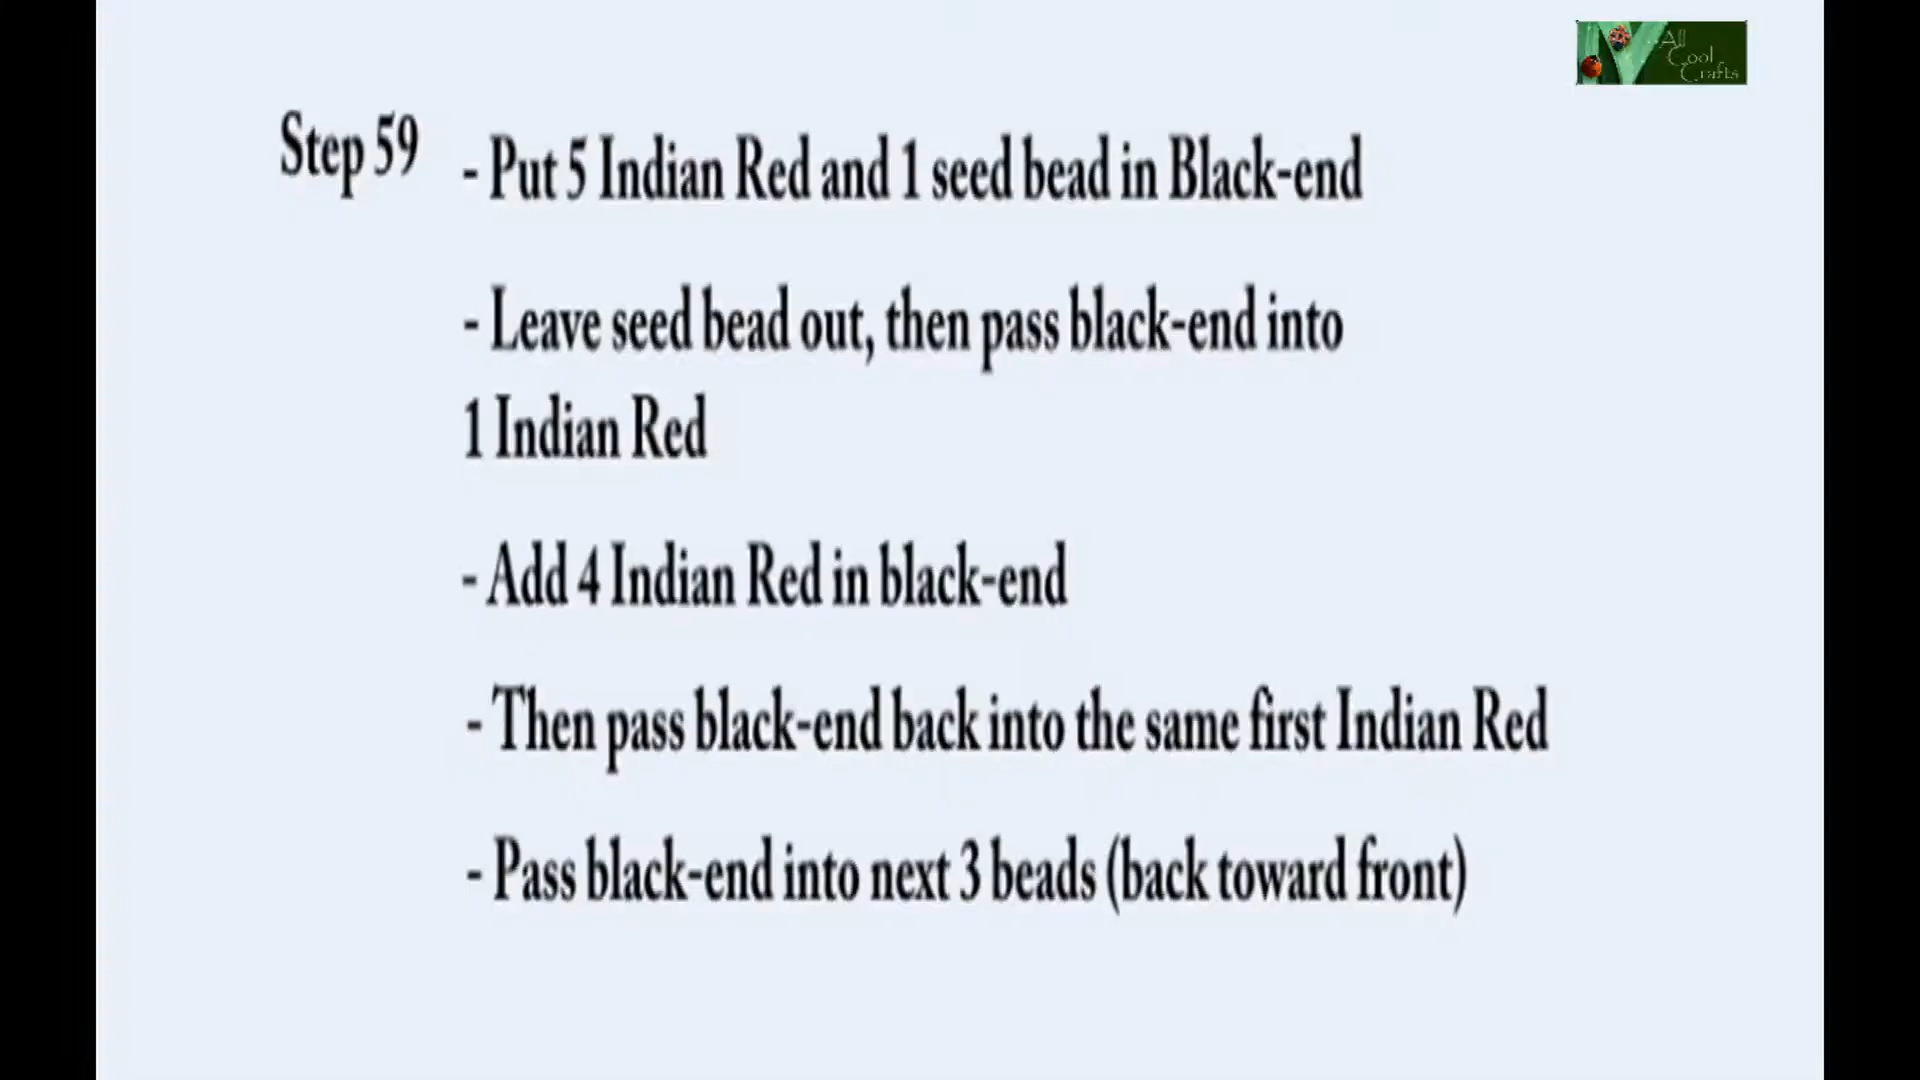 All
Cool
Crafts
Step 59
- Put 5 Indian Red and 1 seed bead in Black-end
- Leave seed bead out, then pass black-end into
1 Indian Red
- Add 4 Indian Red in black-end
- Then pass black-end back into the same first Indian Red
- Pass black-end into next 3 beads (back toward front)